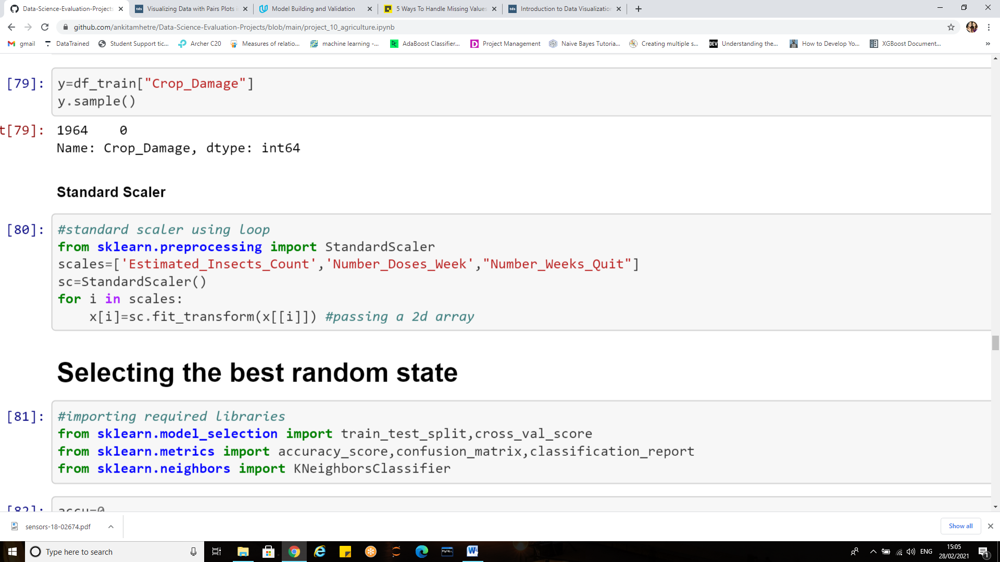 Data-Science-Evaluation-Projects
Visualizing Data with Pairs Plots i
Model Building and Validation
5 Ways To Handle Missing Values
Introduction to Data Visualization
github.com/ankitamhetre/Data-Science-Evaluation-Projects/blob/main/project_10_agriculture.ipynb
gmail
DataTrained
Student Support tic...
Archer C20
Measures of relatio...
machine learning -...
AdaBoost Classifier...
Project Management
Naive Bayes Tutoria...
Creating multiple s...
Understanding the...
How to Develop Yo...
XGBoost Document...
[79]: y=df_train["Crop_Damage"]
y.sample()
t[79]: 1964    0
Name: Crop_Damage, dtype: int64
Standard Scaler
[80]: #standard scaler using loop
from sklearn.preprocessing import StandardScaler
scales=['Estimated_Insects_Count','Number_Doses_Week',"Number_Weeks_Quit"]
sc=StandardScaler()
for i in scales:
    x[i]=sc.fit_transform(x[[i]]) #passing a 2d array
Selecting the best random state
[81]: #importing required libraries
from sklearn.model_selection import train_test_split,cross_val_score
from sklearn.metrics import accuracy_score,confusion_matrix,classification_report
from sklearn.neighbors import KNeighborsClassifier
[82]: accu=0
sensors-18-02674.pdf
Show all
Type here to search
ENG
15:05
28/02/2021
1